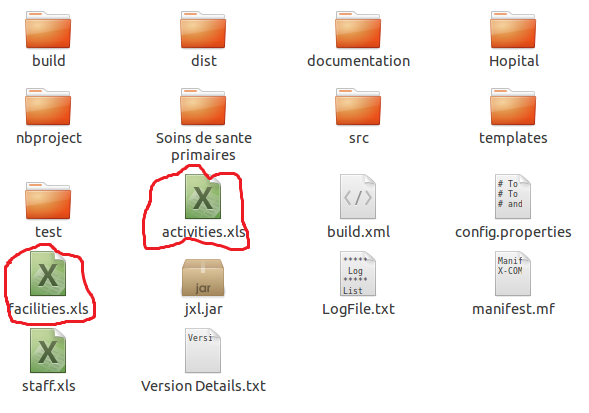 build
dist
documentation
Hopital
nbproject
Soins de sante
primaires
src
templates
test
X
activities.xls
</>
build.xml
# To
# To
# and
config.properties
X
facilities.xls
jar
jxl.jar
*****
Log
*****
List
LogFile.txt
Manif
X-COM
manifest.mf
X
staff.xls
Versi
Version Details.txt